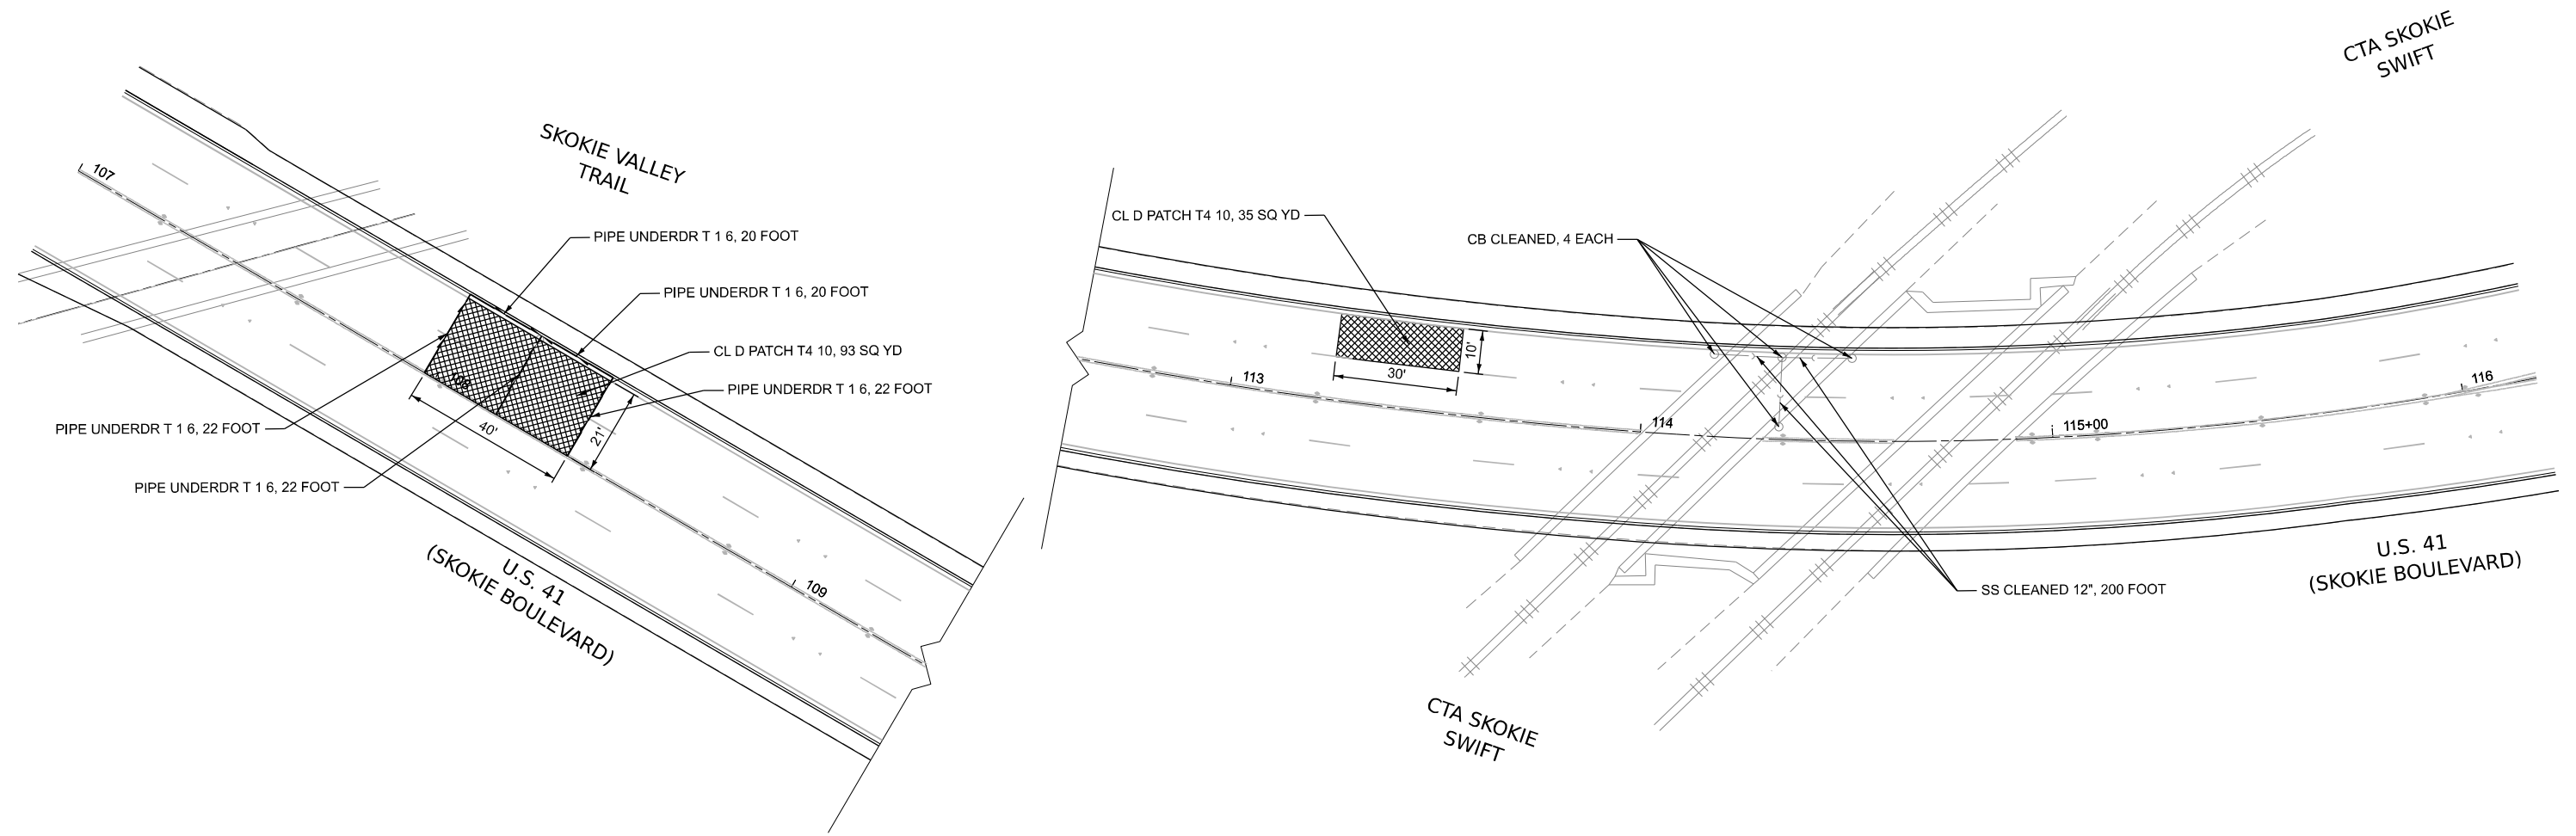 SKOKIE VALLEY
TRAIL
107
PIPE UNDERDR T 1 6, 20 FOOT
PIPE UNDERDR T 1 6, 20 FOOT
CL D PATCH T4 10, 93 SQ YD
PIPE UNDERDR T 1 6, 22 FOOT
108
PIPE UNDERDR T 1 6, 22 FOOT
40'
21'
PIPE UNDERDR T 1 6, 22 FOOT
109
U.S. 41
(SKOKIE BOULEVARD)
CTA SKOKIE
SWIFT
CL D PATCH T4 10, 35 SQ YD
CB CLEANED, 4 EACH
10'
30'
113
114
115+00
116
SS CLEANED 12", 200 FOOT
U.S. 41
(SKOKIE BOULEVARD)
CTA SKOKIE
SWIFT